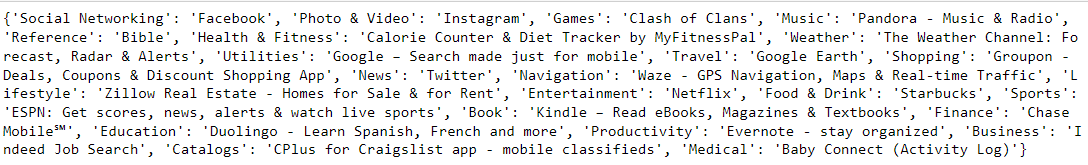 {'Social Networking': 'Facebook', 'Photo & Video': 'Instagram', 'Games': 'Clash of Clans', 'Music': 'Pandora - Music & Radio',
'Reference': 'Bible', 'Health & Fitness': 'Calorie Counter & Diet Tracker by MyFitnessPal', 'Weather': 'The Weather Channel: Fo
recast, Radar & Alerts', 'Utilities': 'Google – Search made just for mobile', 'Travel': 'Google Earth', 'Shopping': 'Groupon -
Deals, Coupons & Discount Shopping App', 'News': 'Twitter', 'Navigation': 'Waze - GPS Navigation, Maps & Real-time Traffic', 'L
ifestyle': 'Zillow Real Estate - Homes for Sale & for Rent', 'Entertainment': 'Netflix', 'Food & Drink': 'Starbucks', 'Sports':
'ESPN: Get scores, news, alerts & watch live sports', 'Book': 'Kindle – Read eBooks, Magazines & Textbooks', 'Finance': 'Chase
Mobile℠', 'Education': 'Duolingo - Learn Spanish, French and more', 'Productivity': 'Evernote - stay organized', 'Business': 'I
ndeed Job Search', 'Catalogs': 'CPlus for Craigslist app - mobile classifieds', 'Medical': 'Baby Connect (Activity Log)'}